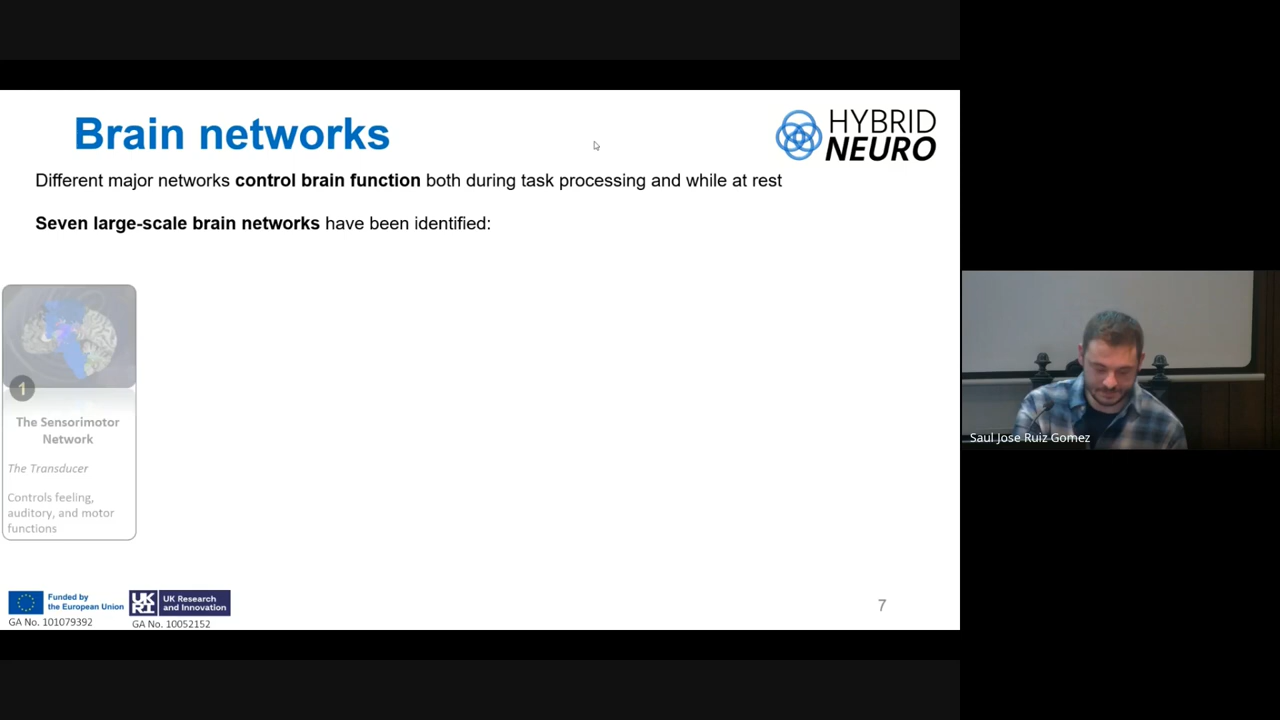 Brain networks
HYBRID
NEURO
Different major networks control brain function both during task processing and while at rest
Seven large-scale brain networks have been identified:
1
The Sensorimotor
Network
The Transducer
Controls feeling,
auditory, and motor
functions
Saul Jose Ruiz Gomez
Funded by
the European Union
GA No. 101079392
UK
RI
UK Research
and Innovation
GA No. 10052152
7